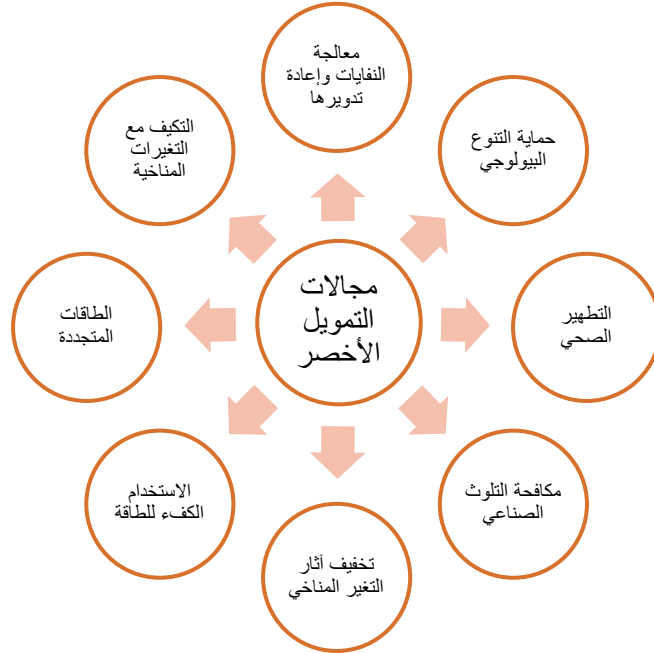 مجالات
التمويل
الأخصر
معالجة
النفايات وإعادة
تدويرها
حماية التنوع
البيولوجي
التطهير
الصحي
مكافحة التلوث
الصناعي
تخفيف آثار
التغير المناخي
الاستخدام
الكفء للطاقة
الطاقات
المتجددة
التكيف مع
التغيرات
المناخية